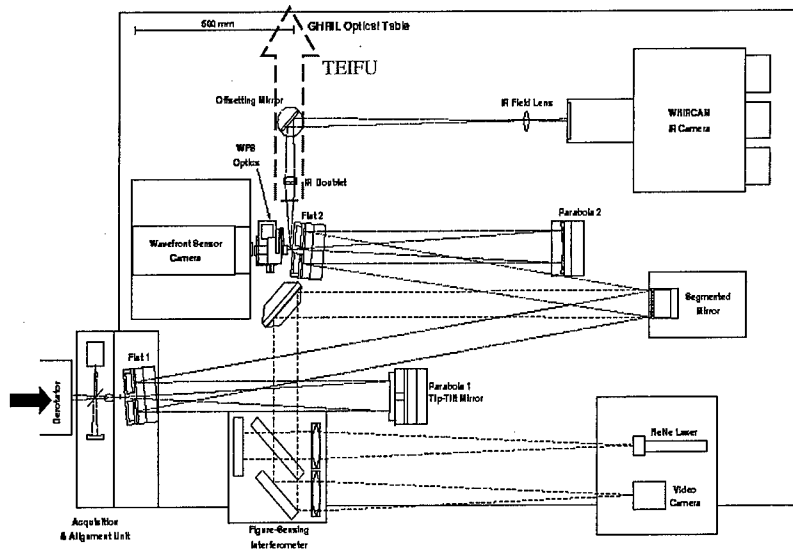 500 mm
GHRIL Optical Table
TEIFU
Offsetting Mirror
IR Field Lens
WHIRCAM
IR Camera
WFS
Optics
IR Doublet
Flat 2
Parabola 2
Wavefront Sensor
Camera
Segmented
Mirror
Flat 1
Derotator
Parabola 1
Tip-Tilt Mirror
HeNe Laser
Video
Camera
Acquisition
& Alignment Unit
Figure-Sensing
Interferometer